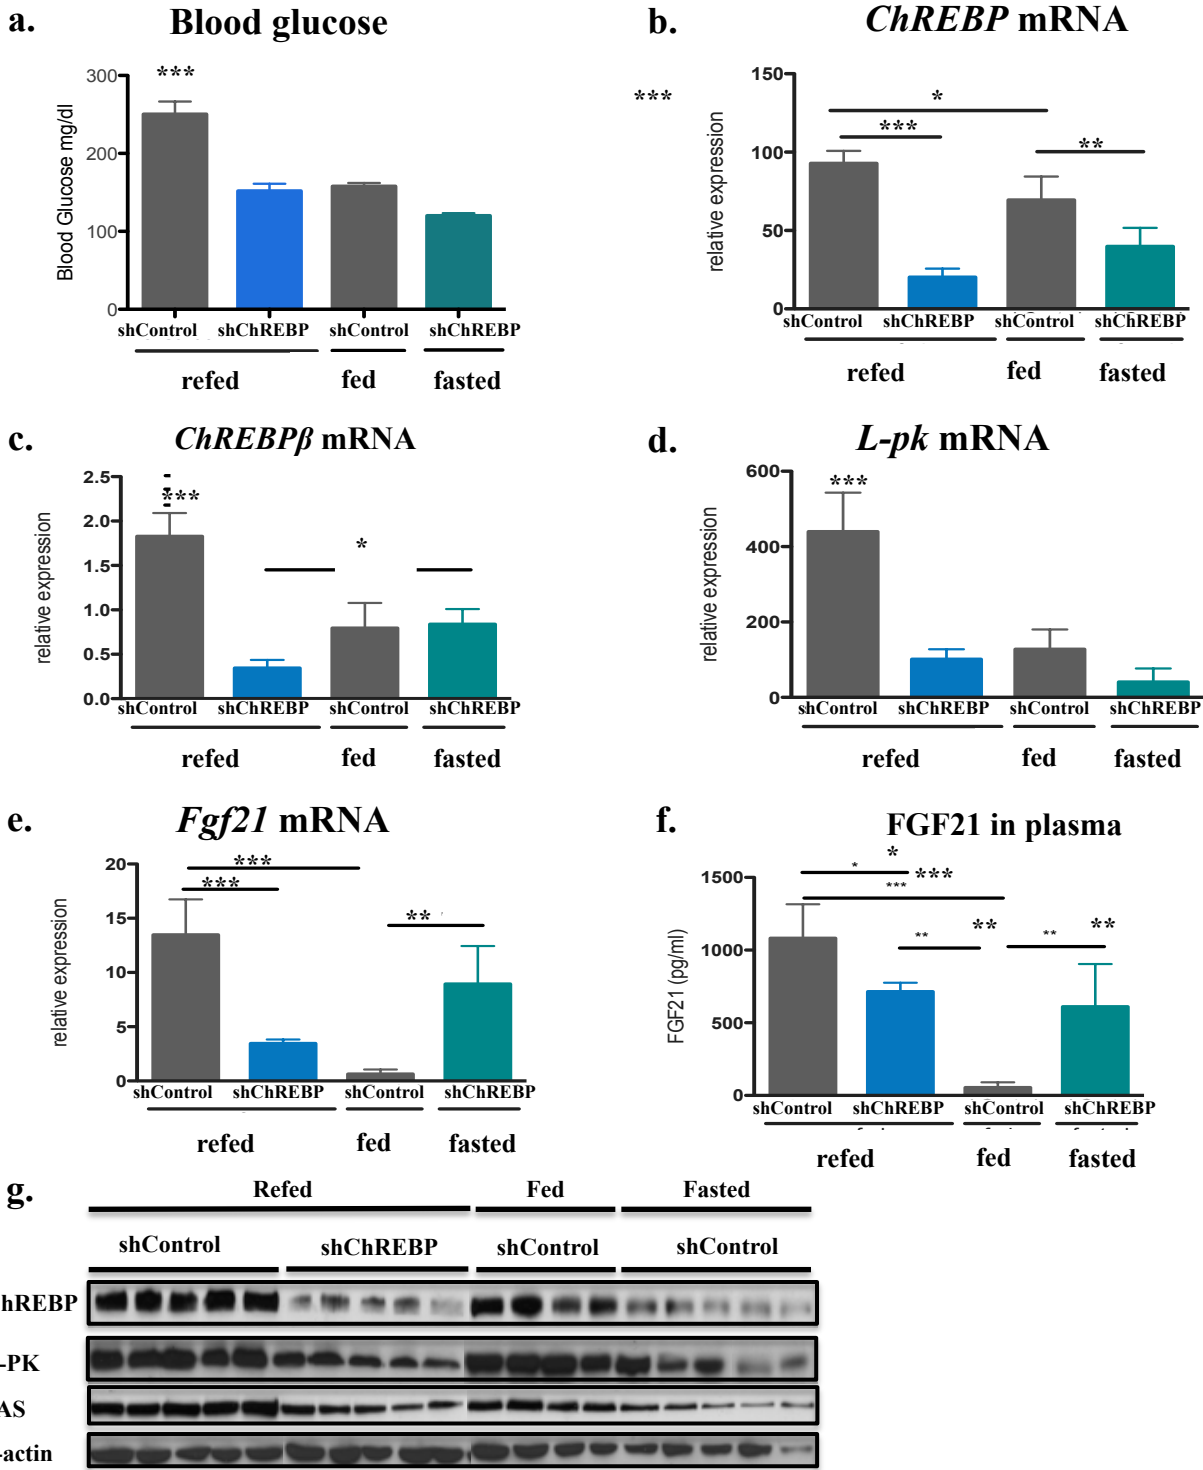 a. Blood glucose
Blood Glucose mg/dl
300
200
100
0
***
shControl shChREBP shControl shChREBP
refed fed fasted
b. ChREBP mRNA
***
relative expression
150
100
50
0
*
***
**
shControl shChREBP shControl shChREBP
refed fed fasted
c. ChREBPβ mRNA
relative expression
2.5
2.0
1.5
1.0
0.5
0.0
***
*
shControl shChREBP shControl shChREBP
refed fed fasted
d. L-pk mRNA
relative expression
600
400
200
0
***
shControl shChREBP shControl shChREBP
refed fed fasted
e. Fgf21 mRNA
relative expression
20
15
10
5
0
***
***
**
shControl shChREBP shControl shChREBP
refed fed fasted
f. FGF21 in plasma
FGF21 (pg/ml)
1500
1000
500
0
* *
*** ***
** ** ** **
shControl shChREBP shControl shChREBP
refed fed fasted
g.
Refed Fed Fasted
shControl shChREBP shControl shControl
hREBP
-PK
AS
-actin